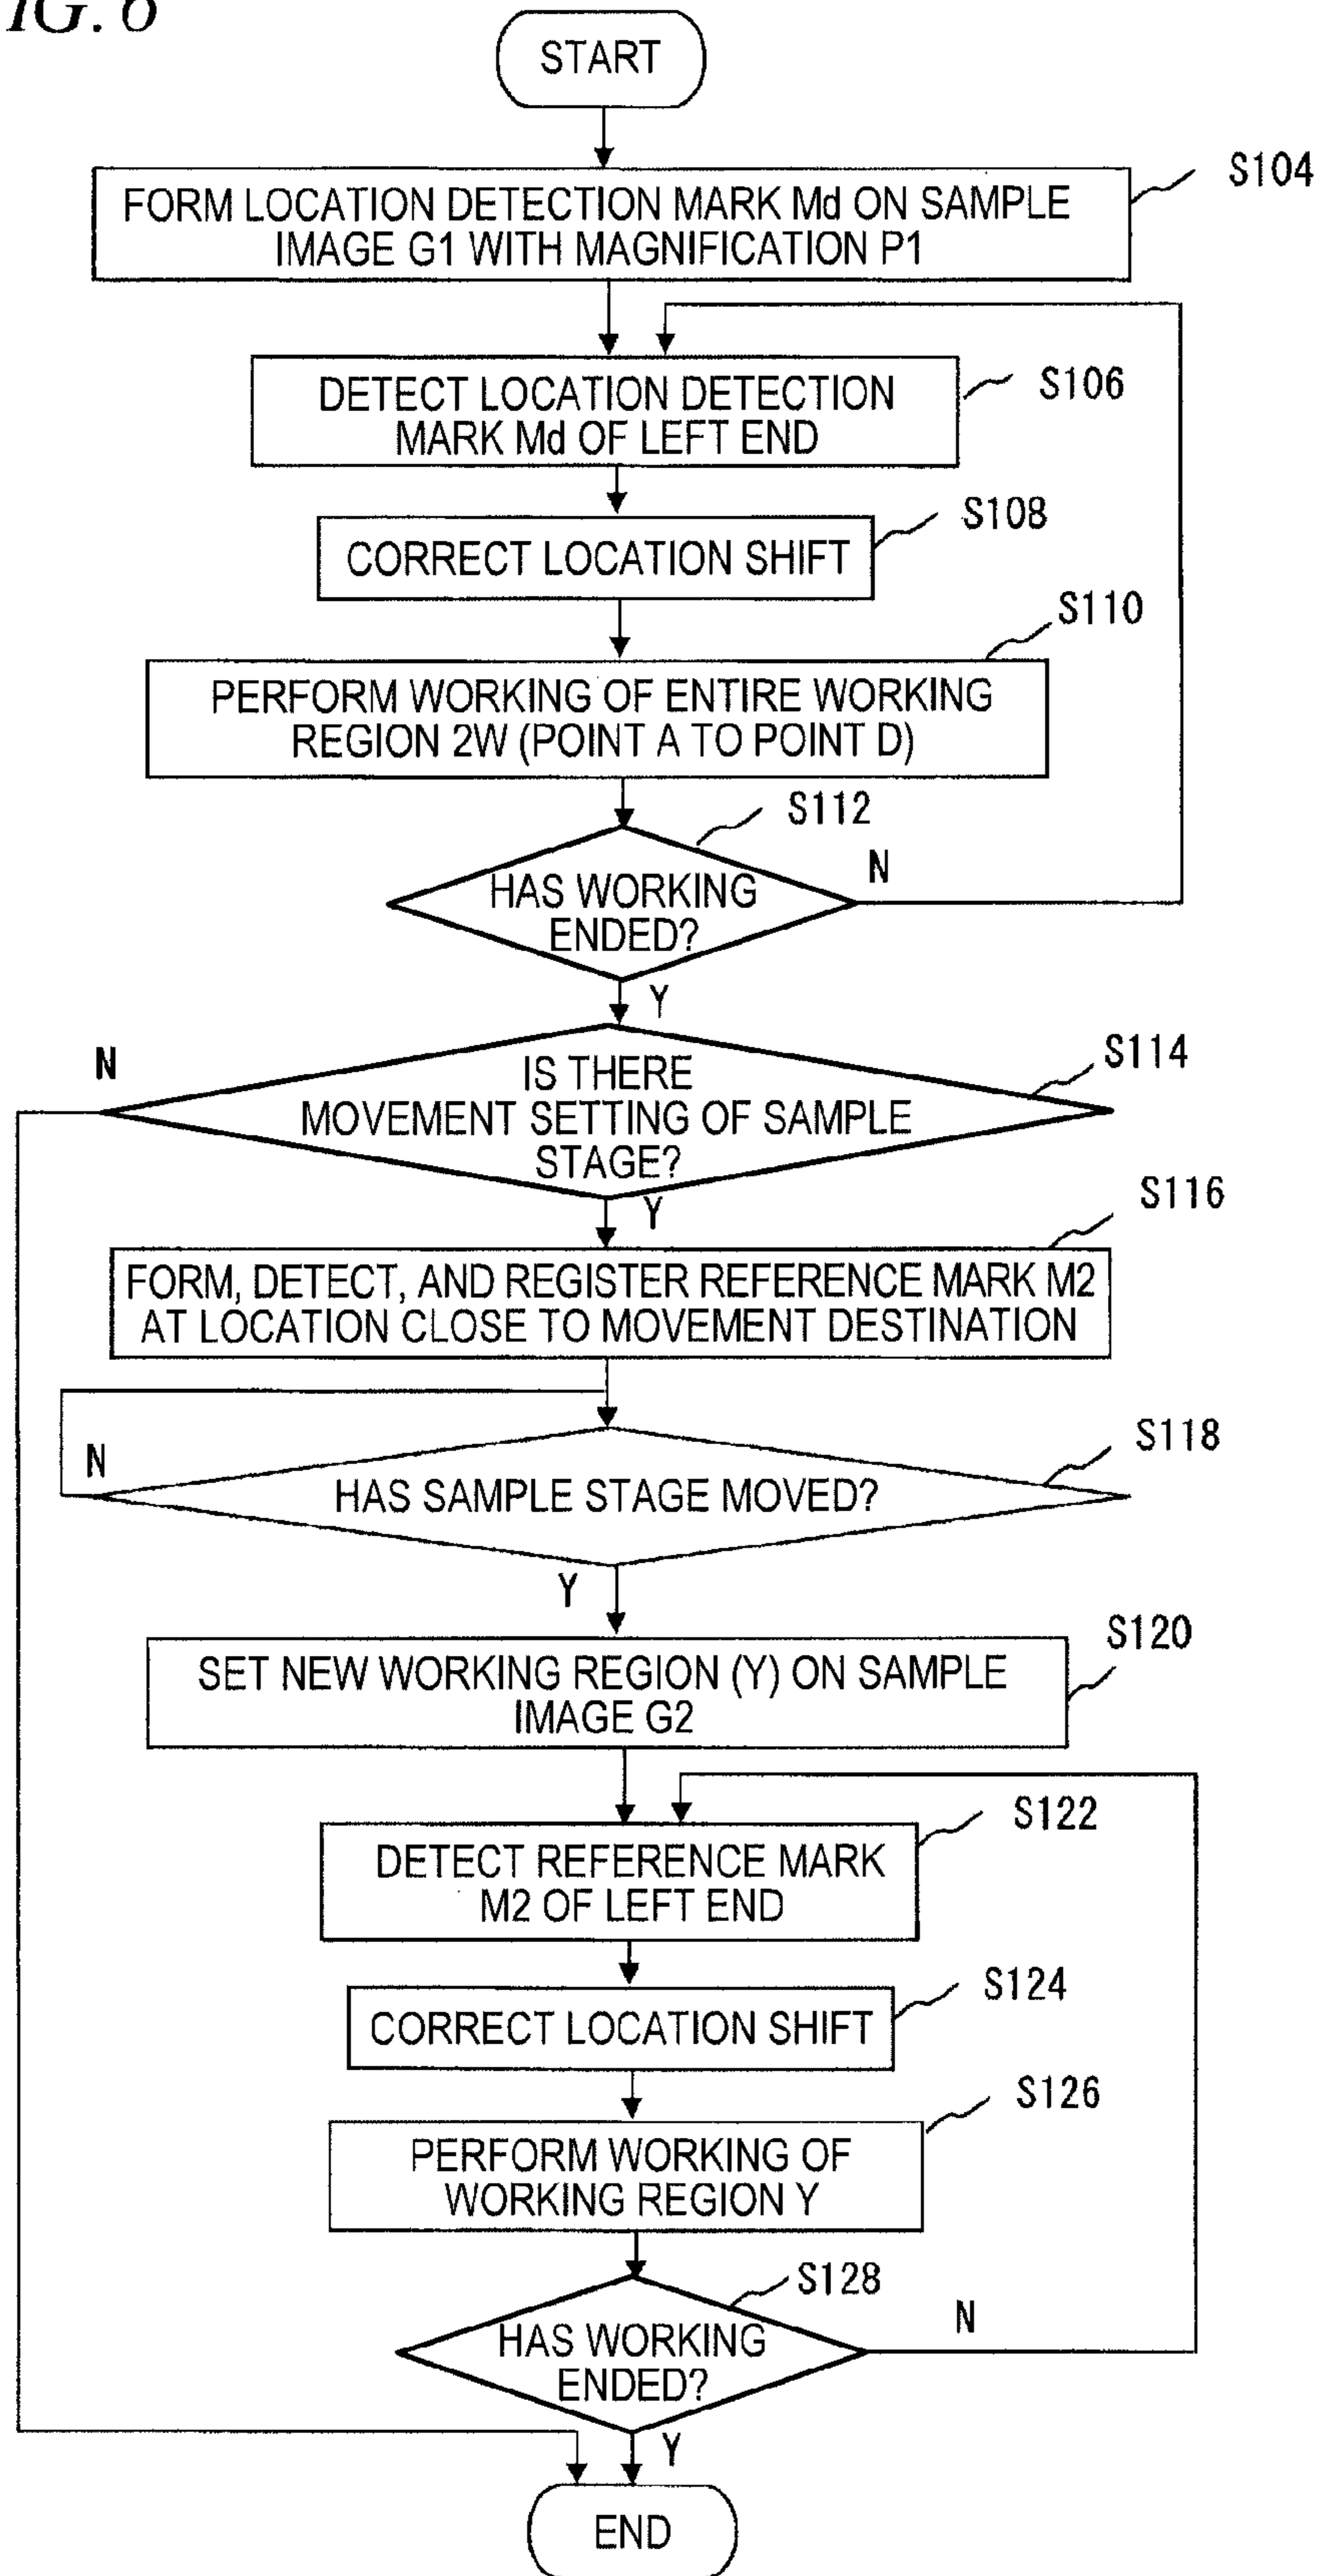 FIG. 6
START
S104
FORM LOCATION DETECTION MARK Md ON SAMPLE
IMAGE G1 WITH MAGNIFICATION P1
S106
DETECT LOCATION DETECTION
MARK Md OF LEFT END
S108
CORRECT LOCATION SHIFT
S110
PERFORM WORKING OF ENTIRE WORKING
REGION 2W (POINT A TO POINT D)
S112
HAS WORKING
ENDED?
N
Y
S114
N
IS THERE
MOVEMENT SETTING OF SAMPLE
STAGE?
Y
S116
FORM, DETECT, AND REGISTER REFERENCE MARK M2
AT LOCATION CLOSE TO MOVEMENT DESTINATION
S118
N
HAS SAMPLE STAGE MOVED?
Y
S120
SET NEW WORKING REGION (Y) ON SAMPLE
IMAGE G2
S122
DETECT REFERENCE MARK
M2 OF LEFT END
S124
CORRECT LOCATION SHIFT
S126
PERFORM WORKING OF
WORKING REGION Y
S128
HAS WORKING
ENDED?
N
Y
END